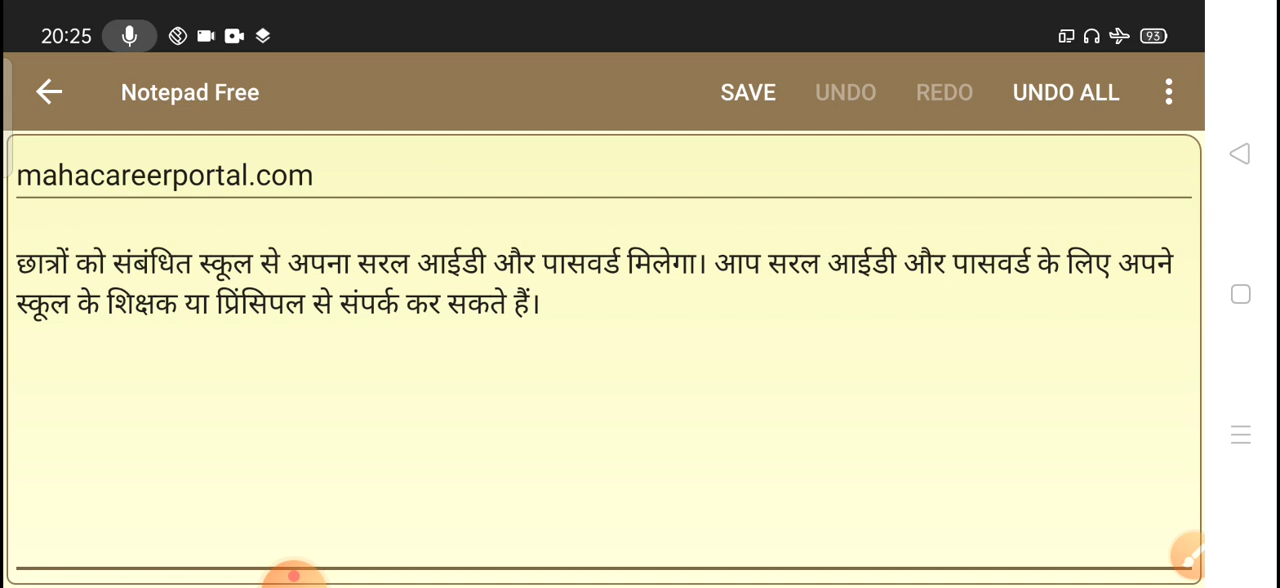 20:25
93
Notepad Free
SAVE
UNDO
REDO
UNDO ALL
mahacareerportal.com
छात्रों को संबंधित स्कूल से अपना सरल आईडी और पासवर्ड मिलेगा। आप सरल आईडी और पासवर्ड के लिए अपने
स्कूल के शिक्षक या प्रिंसिपल से संपर्क कर सकते हैं।